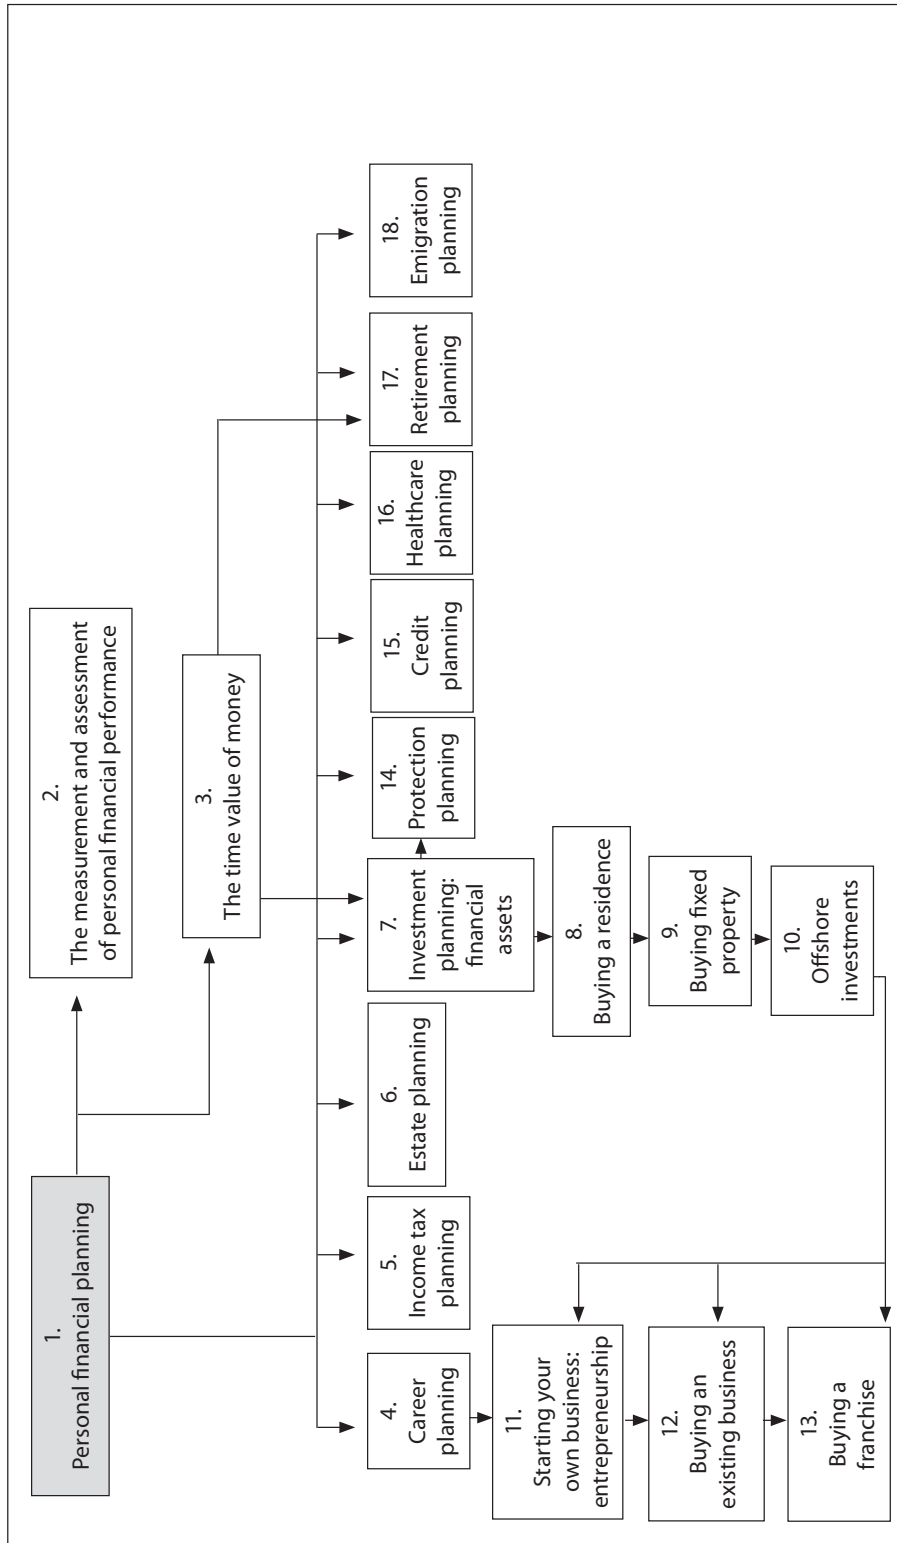 1.
Personal financial planning
2.
The measurement and assessment
of personal financial performance
3.
The time value of money
4.
Career
planning
5.
Income tax
planning
6.
Estate planning
7.
Investment
planning:
financial
assets
14.
Protection
planning
15.
Credit
planning
16.
Healthcare
planning
17.
Retirement
planning
18.
Emigration
planning
8.
Buying a residence
9.
Buying fixed
property
10.
Offshore
investments
11.
Starting your
own business:
entrepreneurship
12.
Buying an
existing business
13.
Buying a
franchise